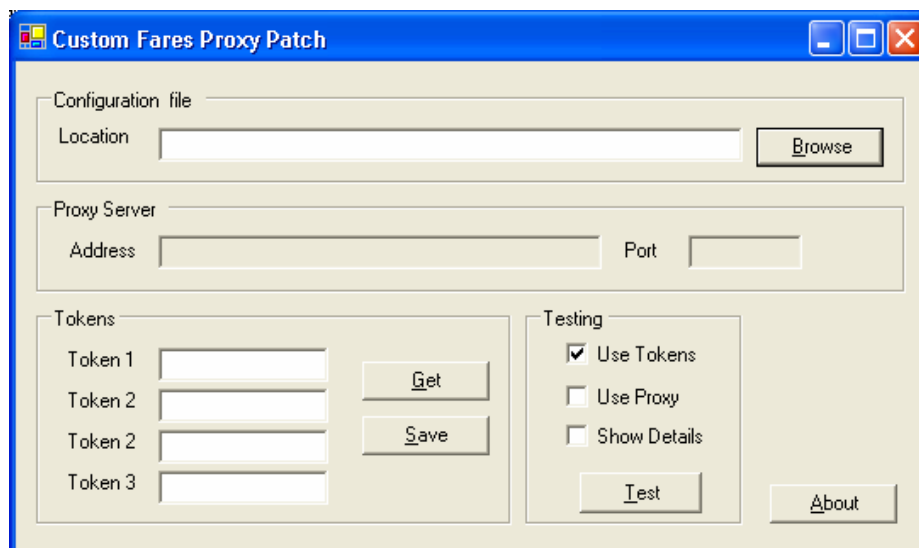 Custom Fares Proxy Patch
Configuration file
Location
Browse
Proxy Server
Address
Port
Tokens
Token 1
Token 2
Token 2
Token 3
Get
Save
Testing
Use Tokens
Use Proxy
Show Details
Test
About